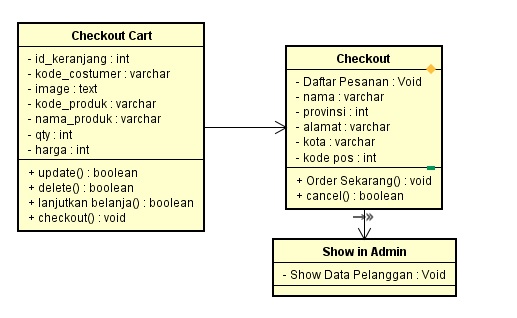 Checkout Cart
- id_keranjang : int
- kode_costumer : varchar
- image : text
- kode_produk : varchar
- nama_produk : varchar
- qty : int
- harga : int
+ update() : boolean
+ delete() : boolean
+ lanjutkan belanja() : boolean
+ checkout() : void
Checkout
- Daftar Pesanan : Void
- nama : varchar
- provinsi : int
- alamat : varchar
- kota : varchar
- kode pos : int
+ Order Sekarang() : void
+ cancel() : boolean
Show in Admin
- Show Data Pelanggan : Void